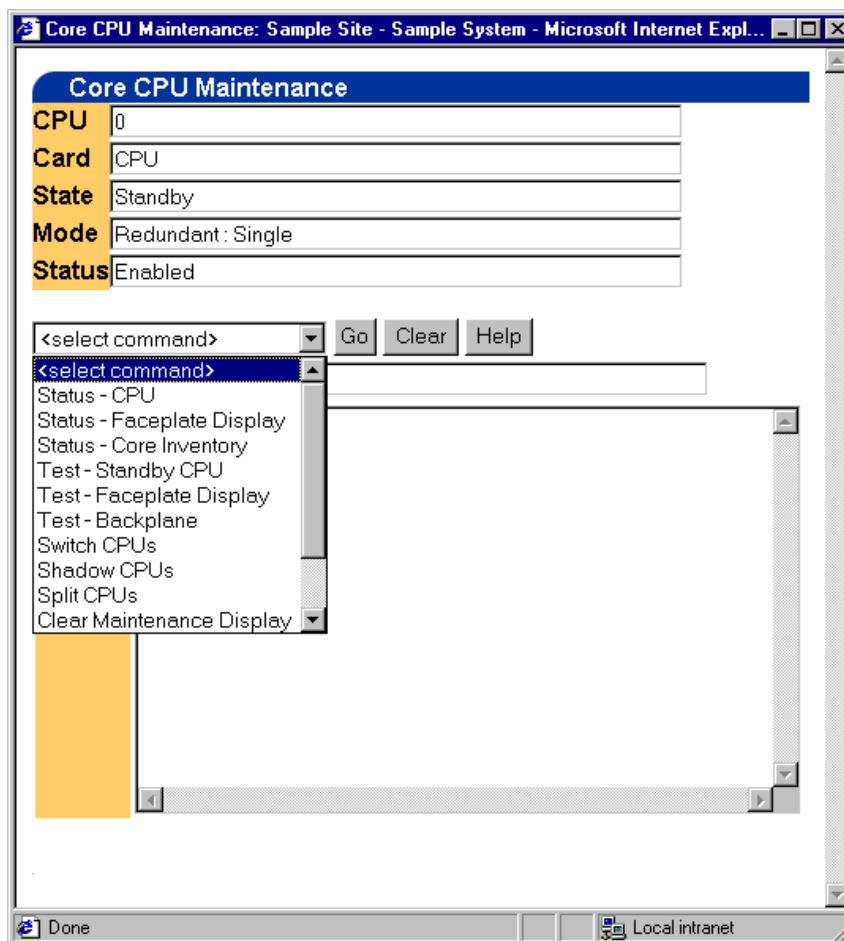 Core CPU Maintenance: Sample Site - Sample System - Microsoft Internet Expl...
Core CPU Maintenance
CPU 0
Card CPU
State Standby
Mode Redundant : Single
Status Enabled
<select command> Go Clear Help
<select command>
Status - CPU
Status - Faceplate Display
Status - Core Inventory
Test - Standby CPU
Test - Faceplate Display
Test - Backplane
Switch CPUs
Shadow CPUs
Split CPUs
Clear Maintenance Display
Done Local intranet